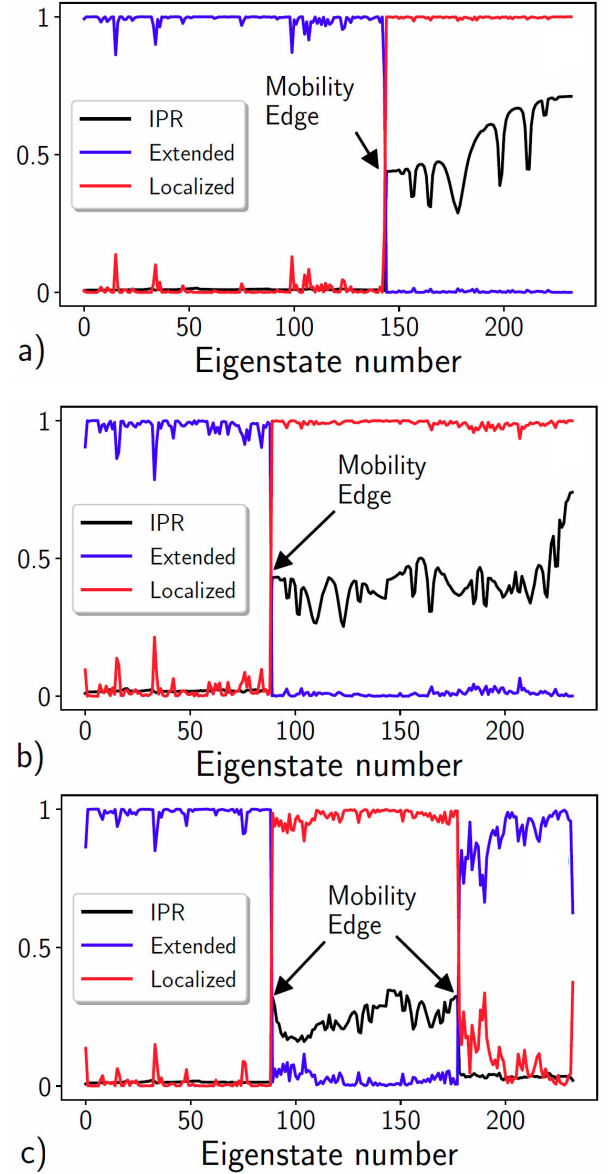 1
Mobility
Edge
IPR
Extended
Localized
0.5
0
0 50 100 150 200
a)
Eigenstate number
1
Mobility
Edge
IPR
Extended
Localized
0.5
0
0 50 100 150 200
b)
Eigenstate number
1
IPR
Extended
Localized
Mobility
Edge
0.5
0
0 50 100 150 200
c)
Eigenstate number